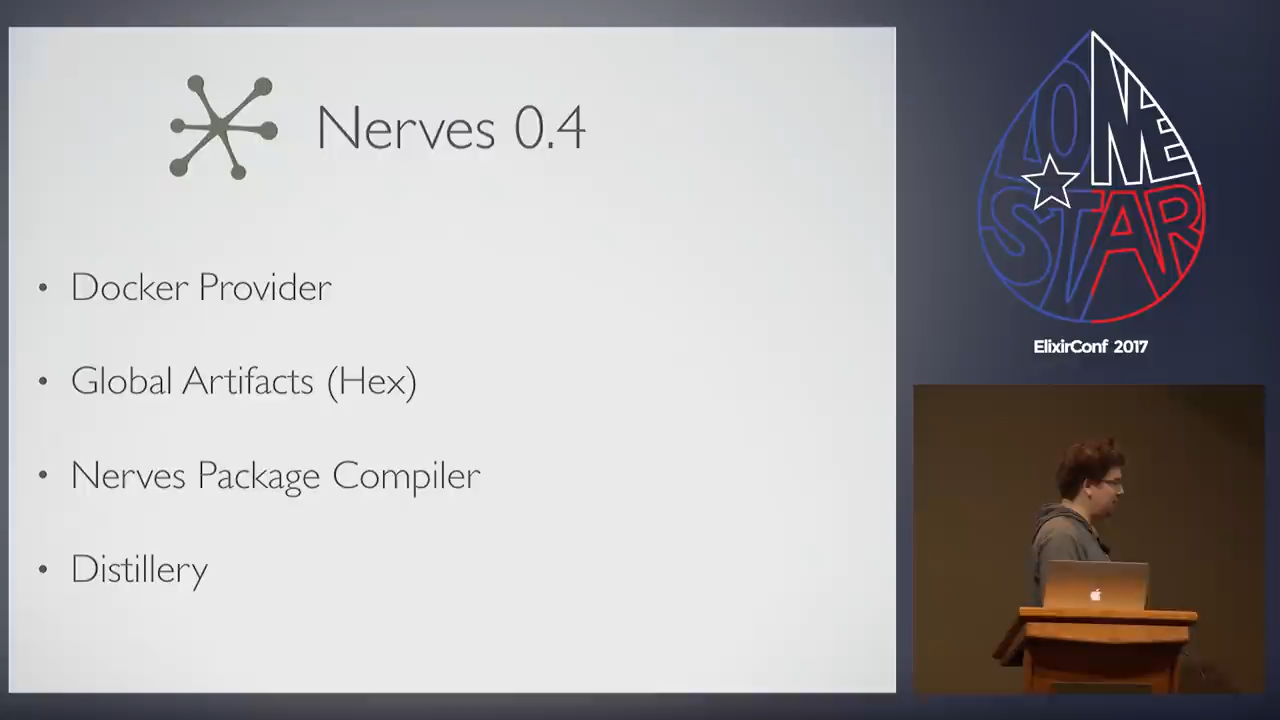 Nerves 0.4
• Docker Provider
• Global Artifacts (Hex)
• Nerves Package Compiler
• Distillery
LONE
STAR
ElixirConf 2017